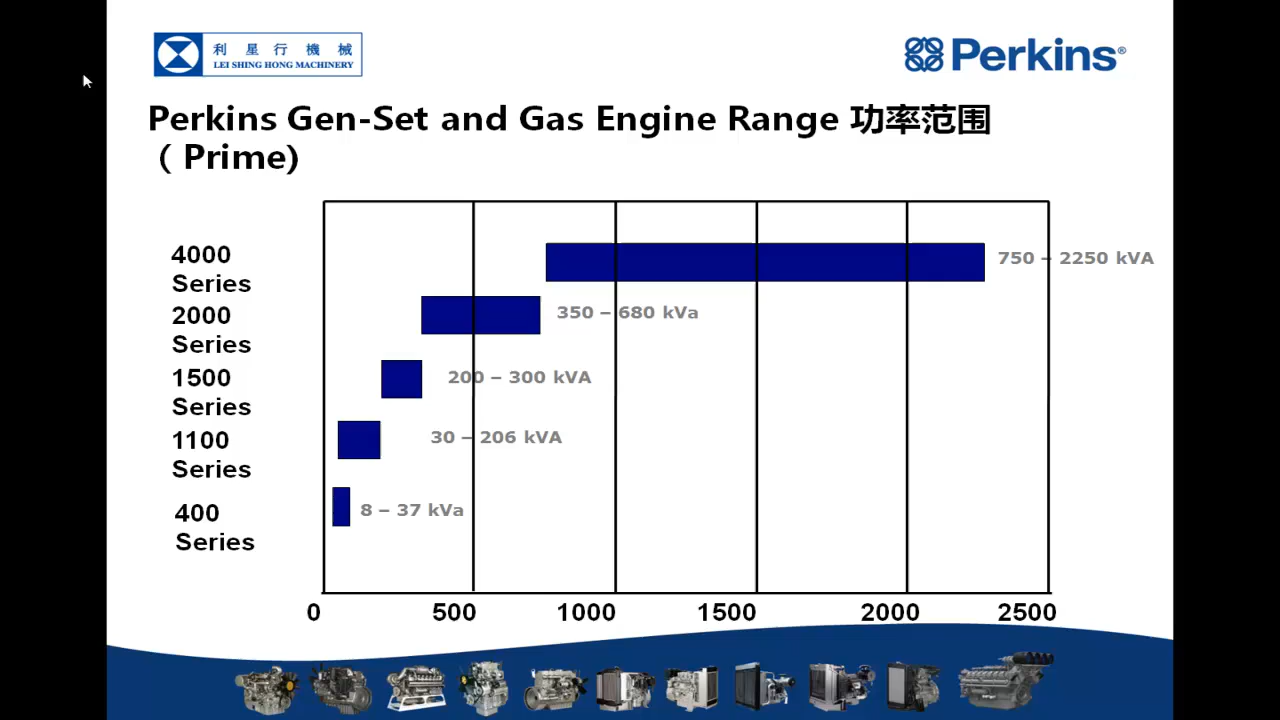 利星行機械
LEI SHING HONG MACHINERY
Perkins®
Perkins Gen-Set and Gas Engine Range 功率范围
（Prime)
4000
Series
750 – 2250 kVA
2000
Series
350 – 680 kVa
1500
Series
200 – 300 kVA
1100
Series
30 – 206 kVA
400
Series
8 – 37 kVa
0 500 1000 1500 2000 2500